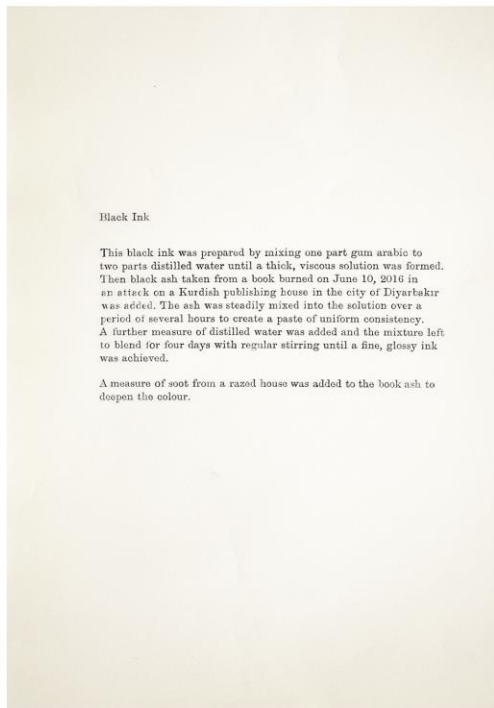 Black Ink
This black ink was prepared by mixing one part gum arabic to
two parts distilled water until a thick, viscous solution was formed.
Then black ash taken from a book burned on June 10, 2016 in
an attack on a Kurdish publishing house in the city of Diyarbakır
was added. The ash was steadily mixed into the solution over a
period of several hours to create a paste of uniform consistency.
A further measure of distilled water was added and the mixture left
to blend for four days with regular stirring until a fine, glossy ink
was achieved.
A measure of soot from a razed house was added to the book ash to
deepen the colour.